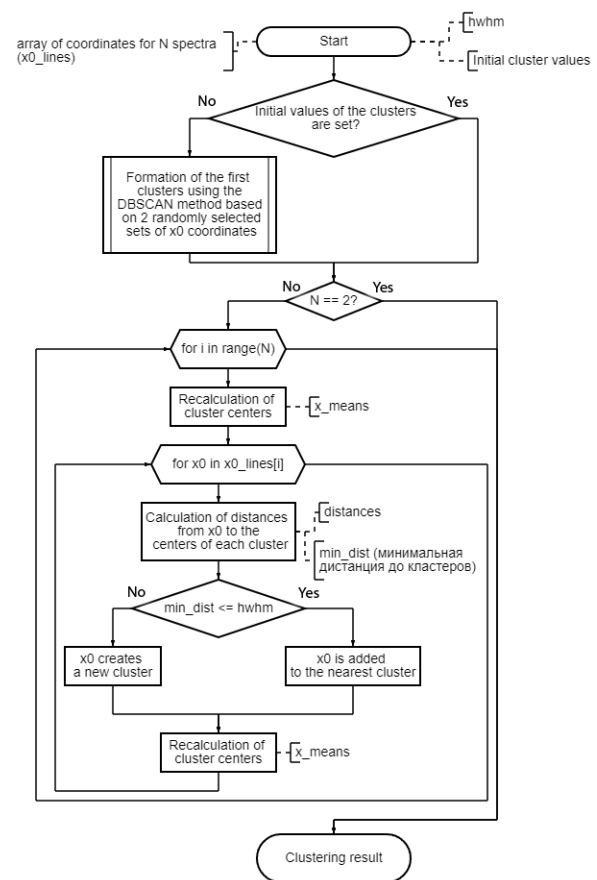 array of coordinates for N spectra
(x0_lines)
Start
hwhm
Initial cluster values
No
Initial values of the clusters
are set?
Yes
Formation of the first
clusters using the
DBSCAN method based
on 2 randomly selected
sets of x0 coordinates
No
N == 2?
Yes
for i in range(N)
Recalculation of
cluster centers
x_means
for x0 in x0_lines[i]
Calculation of distances
from x0 to the
centers of each cluster
distances
min_dist (минимальная
дистанция до кластеров)
No
min_dist <= hwhm
Yes
x0 creates
a new cluster
x0 is added
to the nearest cluster
Recalculation of
cluster centers
x_means
Clustering result